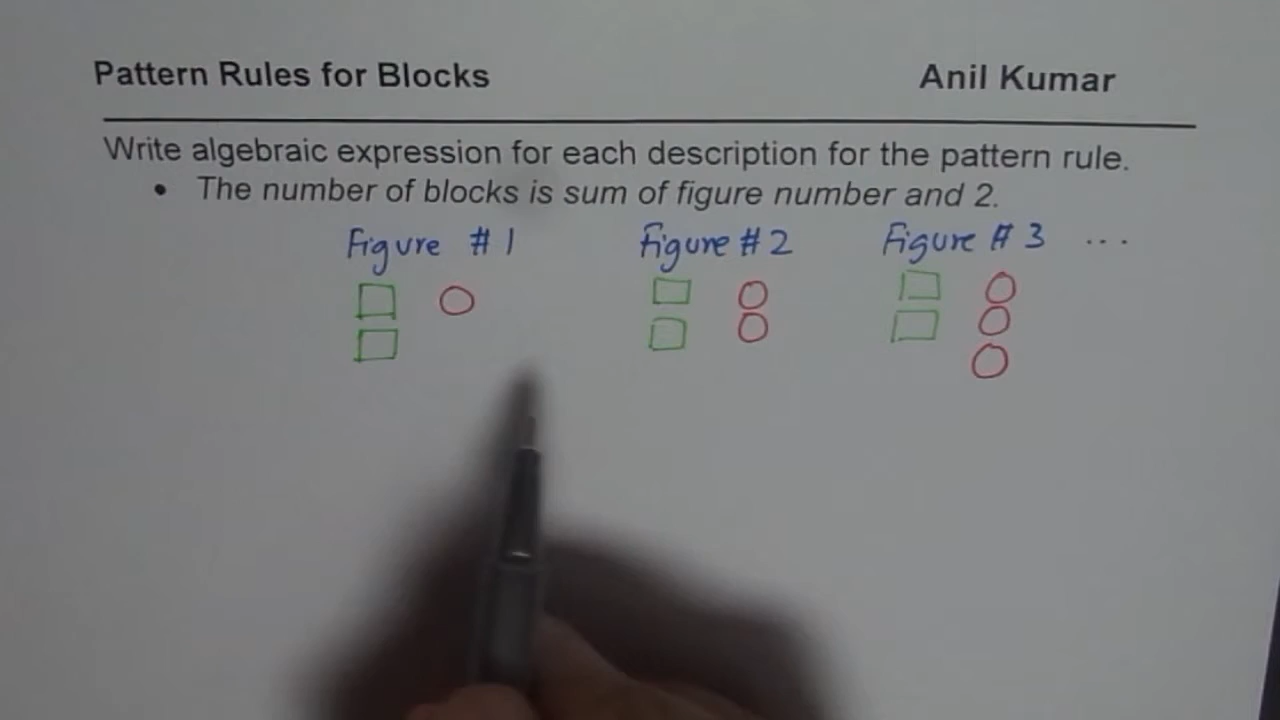 Pattern Rules for Blocks Anil Kumar
Write algebraic expression for each description for the pattern rule.
• The number of blocks is sum of figure number and 2.
Figure #1 Figure #2 Figure #3 ...